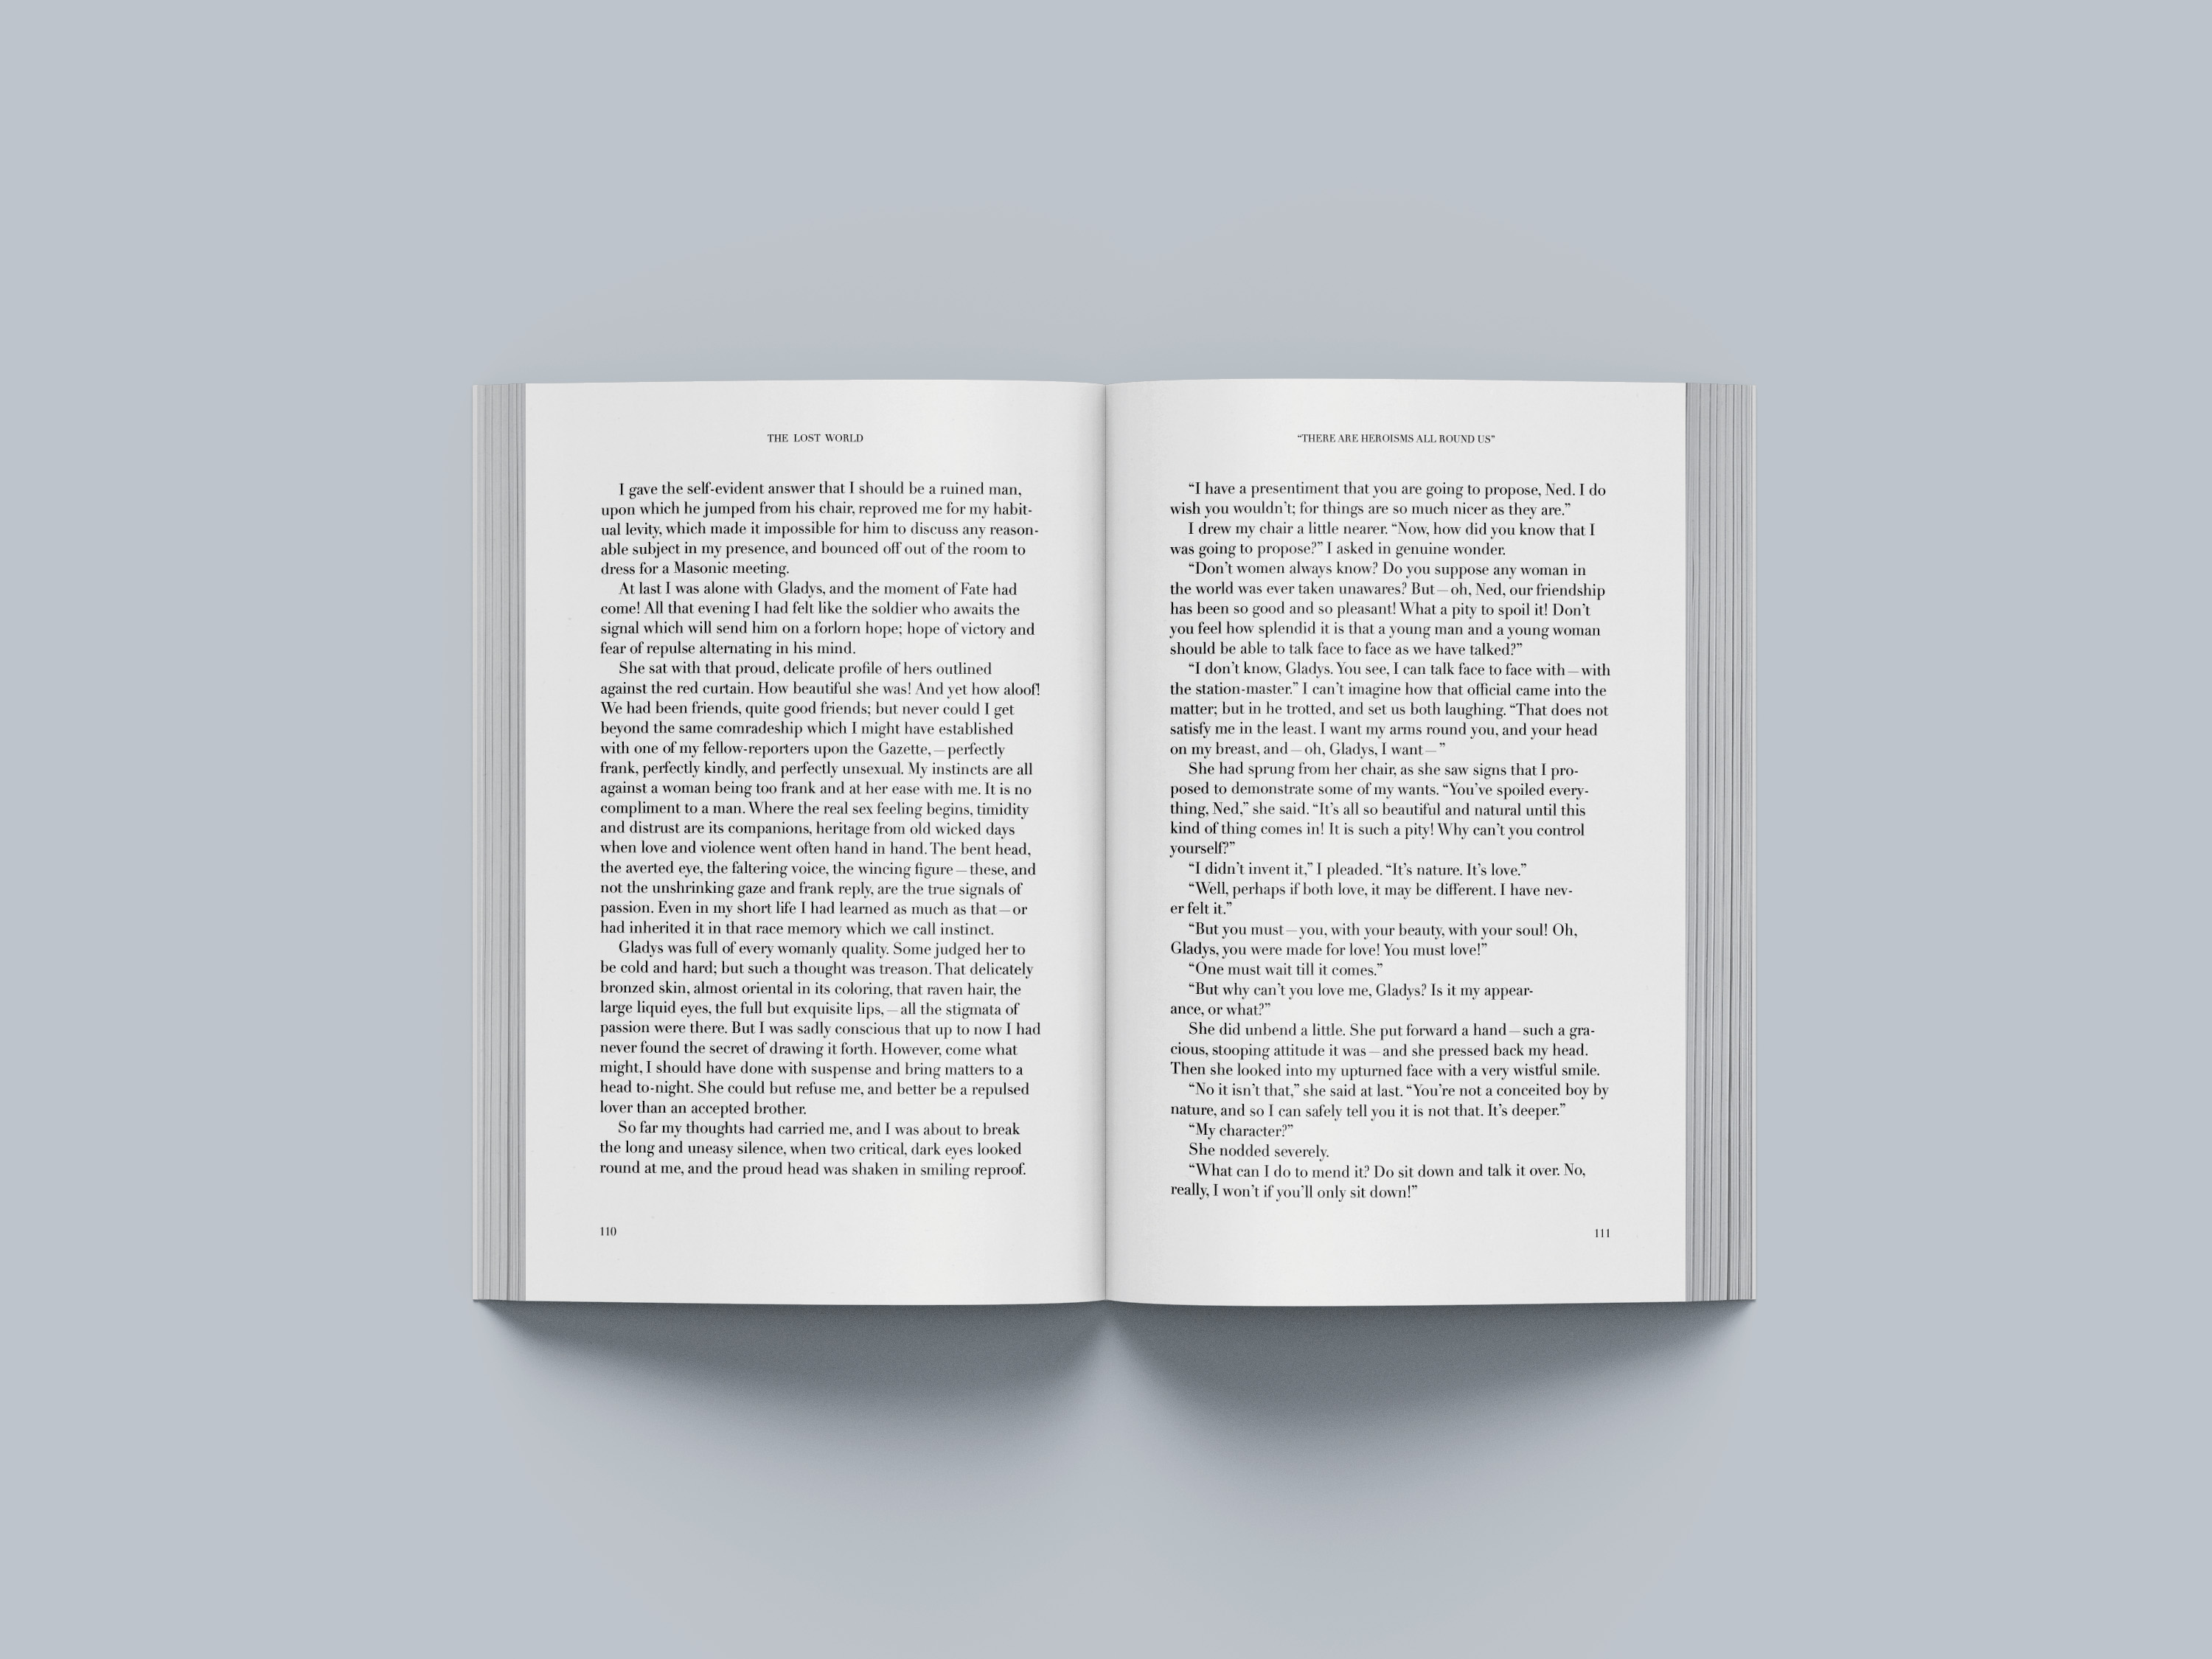 THE LOST WORLD
I gave the self-evident answer that I should be a ruined man,
upon which he jumped from his chair, reproved me for my habit-
ual levity, which made it impossible for him to discuss any reason-
able subject in my presence, and bounced off out of the room to
dress for a Masonic meeting.
At last I was alone with Gladys, and the moment of Fate had
come! All that evening I had felt like the soldier who awaits the
signal which will send him on a forlorn hope; hope of victory and
fear of repulse alternating in his mind.
She sat with that proud, delicate profile of hers outlined
against the red curtain. How beautiful she was! And yet how aloof!
We had been friends, quite good friends; but never could I get
beyond the same comradeship which I might have established
with one of my fellow-reporters upon the Gazette,—perfectly
frank, perfectly kindly, and perfectly unsexual. My instincts are all
against a woman being too frank and at her ease with me. It is no
compliment to a man. Where the real sex feeling begins, timidity
and distrust are its companions, heritage from old wicked days
when love and violence went often hand in hand. The bent head,
the averted eye, the faltering voice, the wincing figure—these, and
not the unshrinking gaze and frank reply, are the true signals of
passion. Even in my short life I had learned as much as that—or
had inherited it in that race memory which we call instinct.
Gladys was full of every womanly quality. Some judged her to
be cold and hard; but such a thought was treason. That delicately
bronzed skin, almost oriental in its coloring, that raven hair, the
large liquid eyes, the full but exquisite lips,—all the stigmata of
passion were there. But I was sadly conscious that up to now I had
never found the secret of drawing it forth. However, come what
might, I should have done with suspense and bring matters to a
head to-night. She could but refuse me, and better be a repulsed
lover than an accepted brother.
So far my thoughts had carried me, and I was about to break
the long and uneasy silence, when two critical, dark eyes looked
round at me, and the proud head was shaken in smiling reproof.
110
“THERE ARE HEROISMS ALL ROUND US”
“I have a presentiment that you are going to propose, Ned. I do
wish you wouldn’t; for things are so much nicer as they are.”
I drew my chair a little nearer. “Now, how did you know that I
was going to propose?” I asked in genuine wonder.
“Don’t women always know? Do you suppose any woman in
the world was ever taken unawares? But—oh, Ned, our friendship
has been so good and so pleasant! What a pity to spoil it! Don’t
you feel how splendid it is that a young man and a young woman
should be able to talk face to face as we have talked?”
“I don’t know, Gladys. You see, I can talk face to face with—with
the station-master.” I can’t imagine how that official came into the
matter; but in he trotted, and set us both laughing. “That does not
satisfy me in the least. I want my arms round you, and your head
on my breast, and—oh, Gladys, I want—”
She had sprung from her chair, as she saw signs that I pro-
posed to demonstrate some of my wants. “You’ve spoiled every-
thing, Ned,” she said. “It’s all so beautiful and natural until this
kind of thing comes in! It is such a pity! Why can’t you control
yourself?”
“I didn’t invent it,” I pleaded. “It’s nature. It’s love.”
“Well, perhaps if both love, it may be different. I have nev-
er felt it.”
“But you must—you, with your beauty, with your soul! Oh,
Gladys, you were made for love! You must love!”
“One must wait till it comes.”
“But why can’t you love me, Gladys? Is it my appear-
ance, or what?”
She did unbend a little. She put forward a hand—such a gra-
cious, stooping attitude it was—and she pressed back my head.
Then she looked into my upturned face with a very wistful smile.
“No it isn’t that,” she said at last. “You’re not a conceited boy by
nature, and so I can safely tell you it is not that. It’s deeper.”
“My character?”
She nodded severely.
“What can I do to mend it? Do sit down and talk it over. No,
really, I won’t if you’ll only sit down!”
111